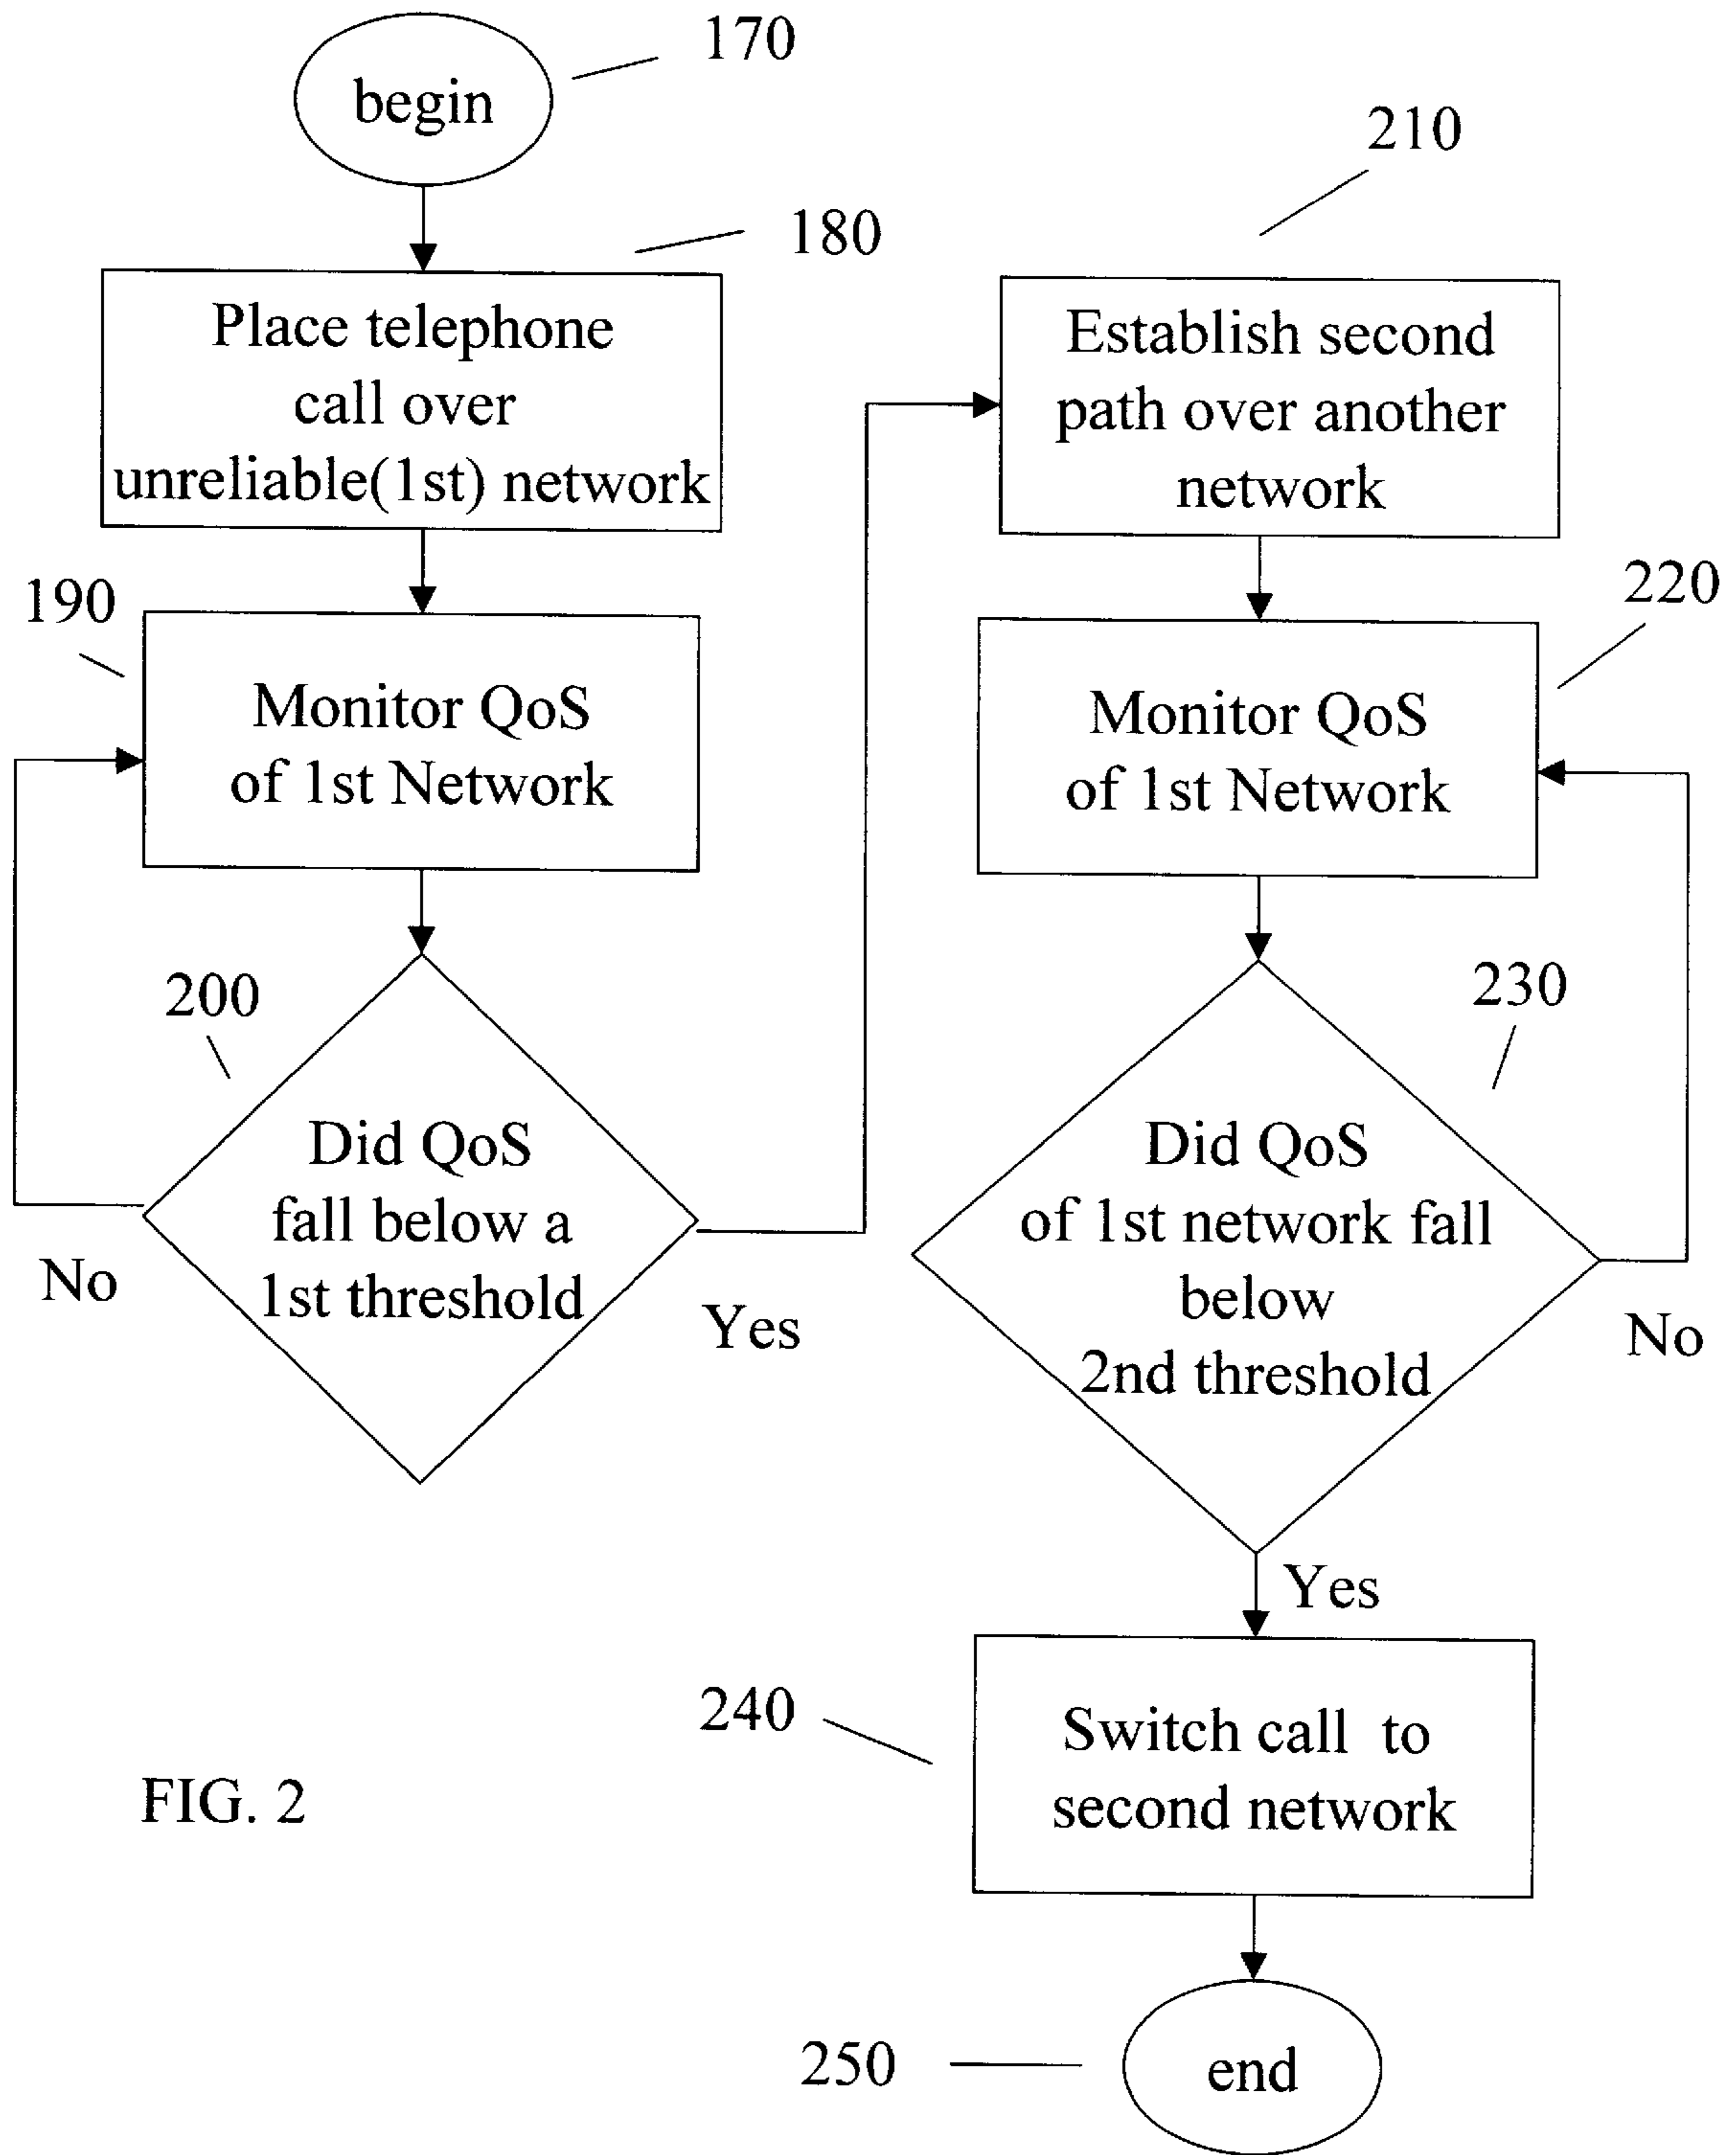 170
begin
180
Place telephone
call over
unreliable(1st) network
190
Monitor QoS
of 1st Network
200
Did QoS
fall below a
1st threshold
No
Yes
210
Establish second
path over another
network
220
Monitor QoS
of 1st Network
230
Did QoS
of 1st network fall
below
2nd threshold
No
Yes
240
Switch call to
second network
250
end
FIG. 2